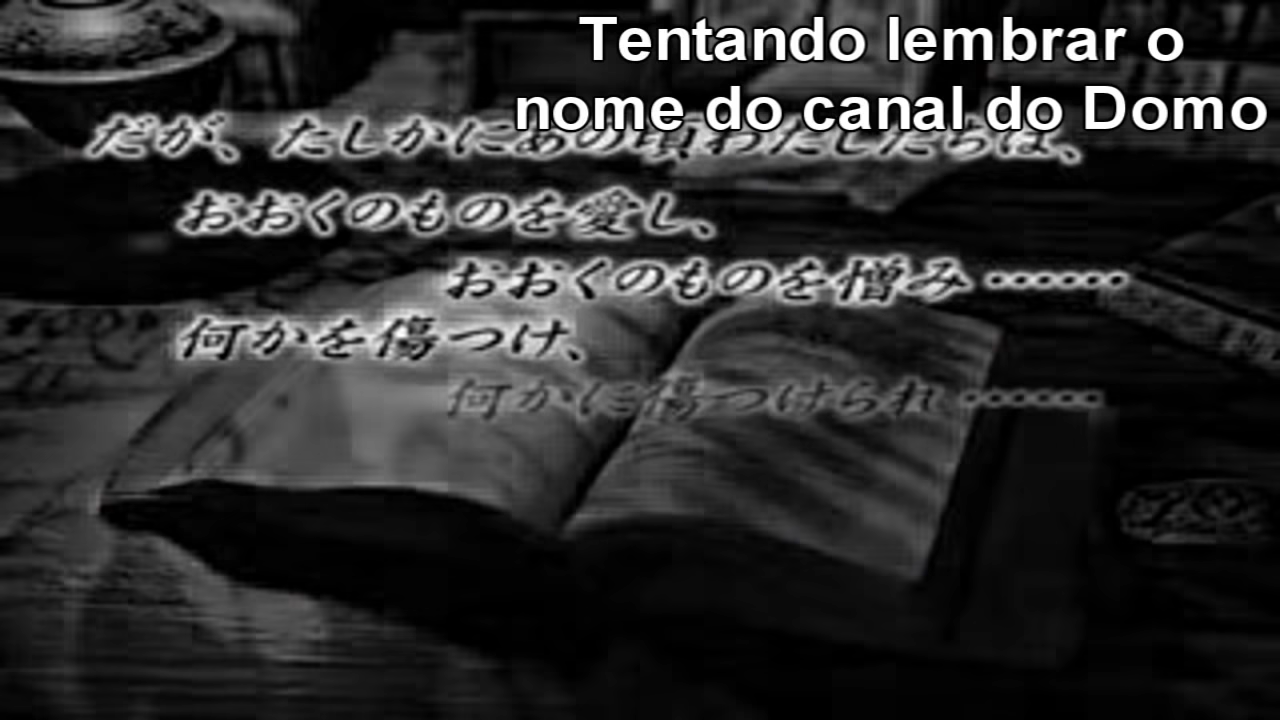 Tentando lembrar o
nome do canal do Domo
だが、たしかにあの頃わたしたちは、
おおくのものを愛し、
おおくのものを憎み……
何かを傷つけ、
何かに傷つけられ……